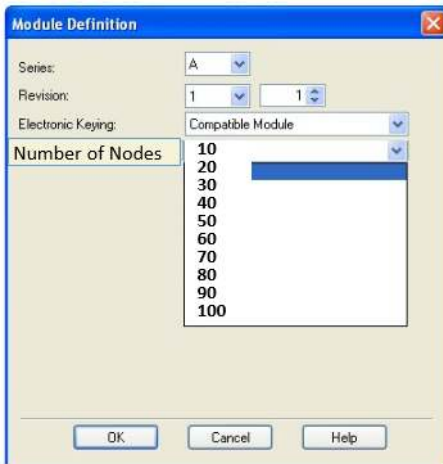 Module Definition
Series: A
Revision: 1 1
Electronic Keying: Compatible Module
Number of Nodes 10
20
30
40
50
60
70
80
90
100
OK Cancel Help